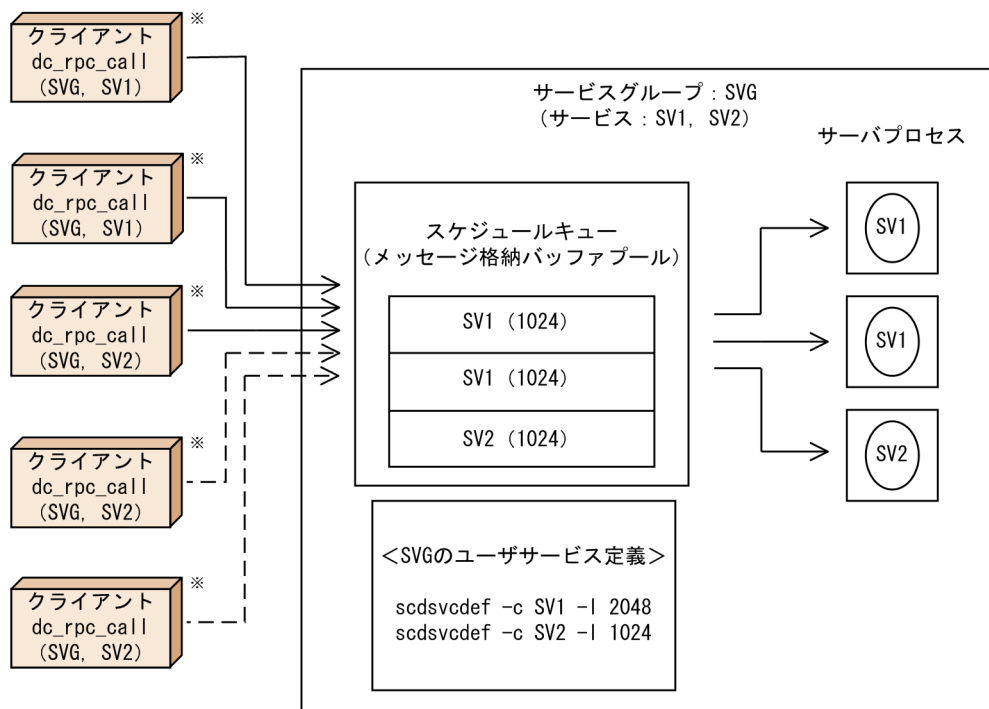 クライアント
dc_rpc_call
(SVG, SV1)
※
クライアント
dc_rpc_call
(SVG, SV1)
※
クライアント
dc_rpc_call
(SVG, SV2)
※
クライアント
dc_rpc_call
(SVG, SV2)
※
クライアント
dc_rpc_call
(SVG, SV2)
※
サービスグループ：SVG
(サービス：SV1, SV2)
サーバプロセス
スケジュールキュー
(メッセージ格納バッファプール)
SV1 (1024)
SV1 (1024)
SV2 (1024)
SV1
SV1
SV2
＜SVGのユーザサービス定義＞
scdsvcdef -c SV1 -l 2048
scdsvcdef -c SV2 -l 1024